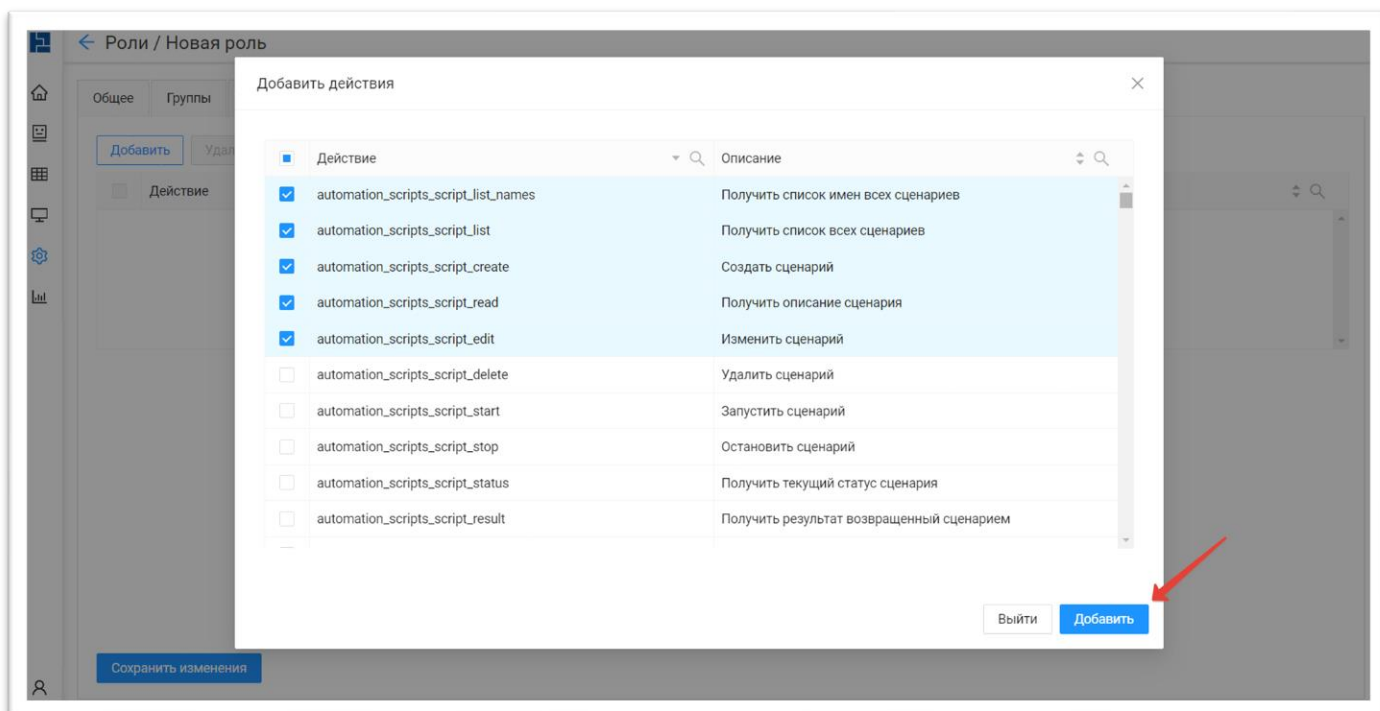 Роли / Новая роль
Общее Группы
Добавить действия
Добавить
Действие Описание
Действие
automation_scripts_script_list_names Получить список имен всех сценариев
automation_scripts_script_list Получить список всех сценариев
automation_scripts_script_create Создать сценарий
automation_scripts_script_read Получить описание сценария
automation_scripts_script_edit Изменить сценарий
automation_scripts_script_delete Удалить сценарий
automation_scripts_script_start Запустить сценарий
automation_scripts_script_stop Остановить сценарий
automation_scripts_script_status Получить текущий статус сценария
automation_scripts_script_result Получить результат возвращенный сценарием
Выйти Добавить
Сохранить изменения